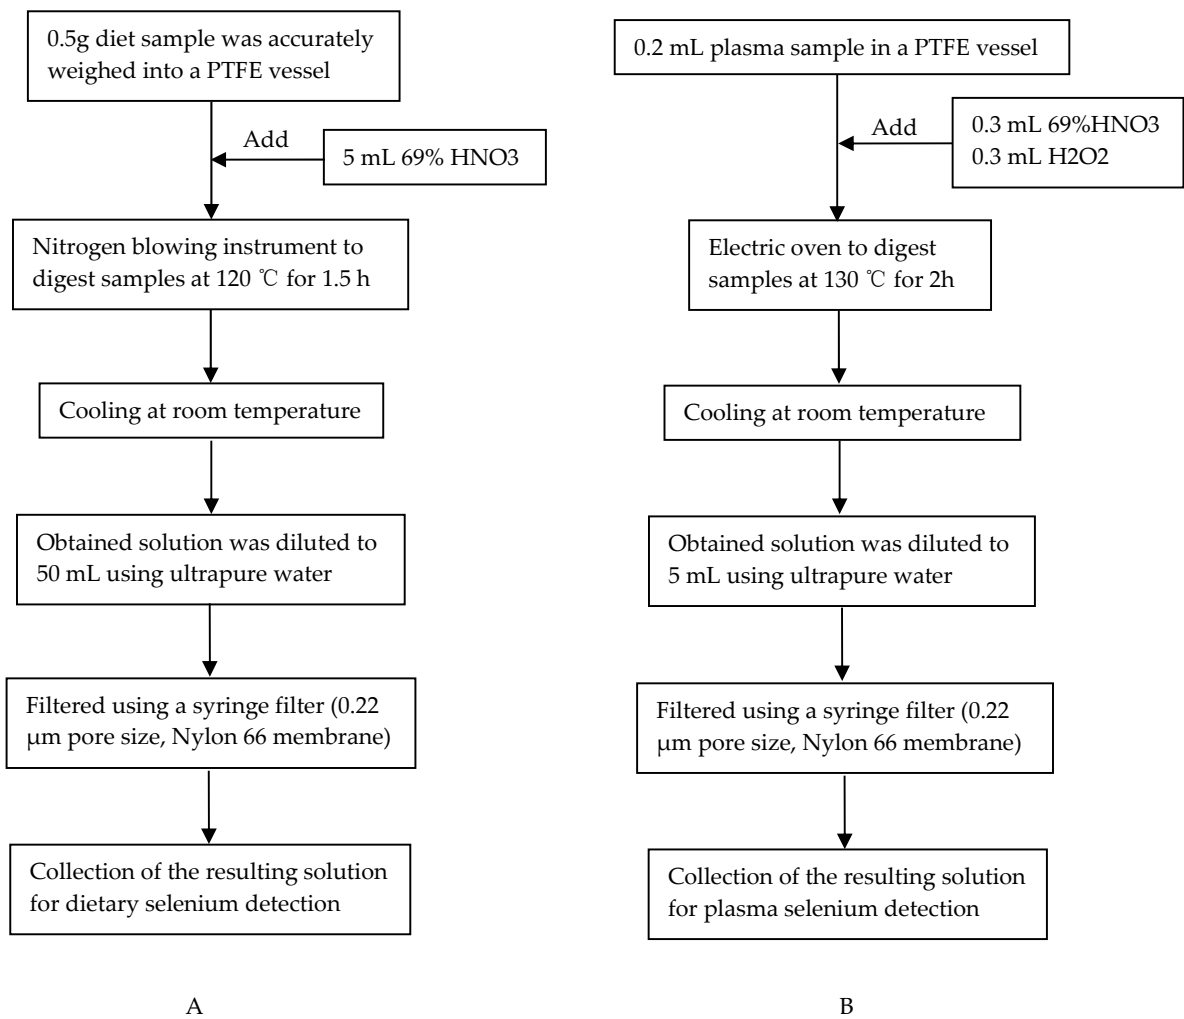 0.5g diet sample was accurately
weighed into a PTFE vessel
Add
5 mL 69% HNO3
Nitrogen blowing instrument to
digest samples at 120 ℃ for 1.5 h
Cooling at room temperature
Obtained solution was diluted to
50 mL using ultrapure water
Filtered using a syringe filter (0.22
μm pore size, Nylon 66 membrane)
Collection of the resulting solution
for dietary selenium detection
A
0.2 mL plasma sample in a PTFE vessel
Add
0.3 mL 69%HNO3
0.3 mL H2O2
Electric oven to digest
samples at 130 ℃ for 2h
Cooling at room temperature
Obtained solution was diluted to
5 mL using ultrapure water
Filtered using a syringe filter (0.22
μm pore size, Nylon 66 membrane)
Collection of the resulting solution
for plasma selenium detection
B